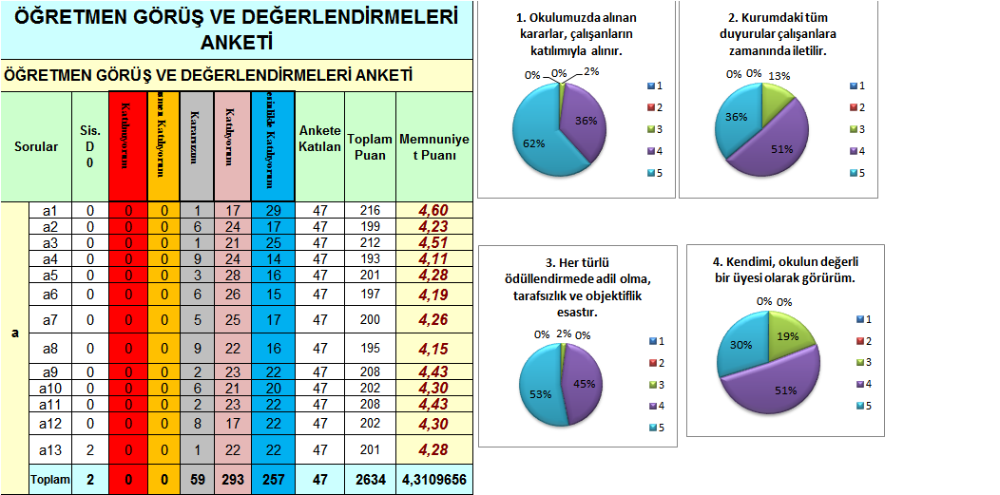 ÖĞRETMEN GÖRÜŞ VE DEĞERLENDİRMELERİ
ANKETİ
ÖĞRETMEN GÖRÜŞ VE DEĞERLENDİRMELERİ ANKETİ
Sorular Sis. D 0 Katılmıyorum Katılıyorum Kararsızım Katılıyorum Katılıyorum Ankete Katılan Toplam Puan Memnuniye t Puanı
a
a1 0 0 0 1 17 29 47 216 4,60
a2 0 0 0 6 24 17 47 199 4,23
a3 0 0 0 1 21 25 47 212 4,51
a4 0 0 0 9 24 14 47 193 4,11
a5 0 0 0 3 28 16 47 201 4,28
a6 0 0 0 6 26 15 47 197 4,19
a7 0 0 0 5 25 17 47 200 4,26
a8 0 0 0 9 22 16 47 195 4,15
a9 0 0 0 2 23 22 47 208 4,43
a10 0 0 0 6 21 20 47 202 4,30
a11 0 0 0 2 23 22 47 208 4,43
a12 0 0 0 8 17 22 47 202 4,30
a13 2 0 0 1 22 22 47 201 4,28
Toplam 2 0 0 59 293 257 47 2634 4,3109656
1. Okulumuzda alınan
kararlar, çalışanların
katılımıyla alınır.
0% 0% 2%
36%
62%
1
2
3
4
5
2. Kurumdaki tüm
duyurular çalışanlara
zamanında iletilir.
0% 0% 13%
36%
51%
1
2
3
4
5
3. Her türlü
ödüllendirmede adil olma,
tarafsızlık ve objektiflik
esastır.
0% 2% 0%
45%
53%
1
2
3
4
5
4. Kendimi, okulun değerli
bir üyesi olarak görürüm.
0% 0%
19%
30%
51%
1
2
3
4
5